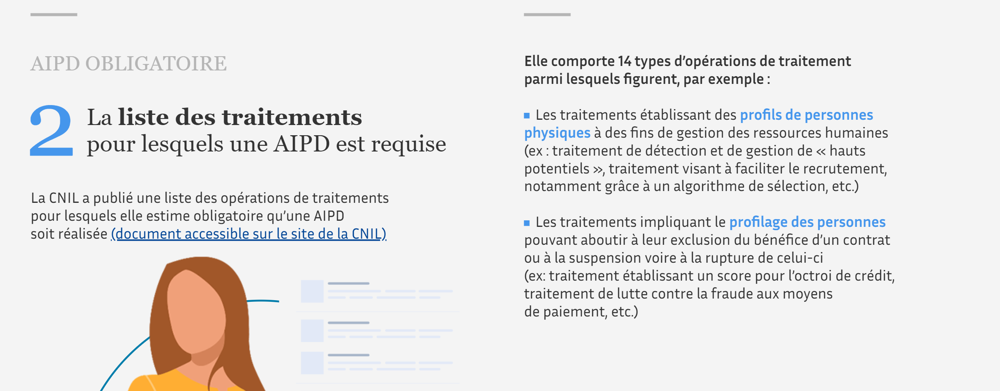 AIPD OBLIGATOIRE
2
La liste des traitements
pour lesquels une AIPD est requise
La CNIL a publié une liste des opérations de traitements
pour lesquels elle estime obligatoire qu’une AIPD
soit réalisée (document accessible sur le site de la CNIL)
Elle comporte 14 types d’opérations de traitement
parmi lesquels figurent, par exemple :
▪ Les traitements établissant des profils de personnes
physiques à des fins de gestion des ressources humaines
(ex : traitement de détection et de gestion de « hauts
potentiels », traitement visant à faciliter le recrutement,
notamment grâce à un algorithme de sélection, etc.)
▪ Les traitements impliquant le profilage des personnes
pouvant aboutir à leur exclusion du bénéfice d’un contrat
ou à la suspension voire à la rupture de celui-ci
(ex: traitement établissant un score pour l’octroi de crédit,
traitement de lutte contre la fraude aux moyens
de paiement, etc.)